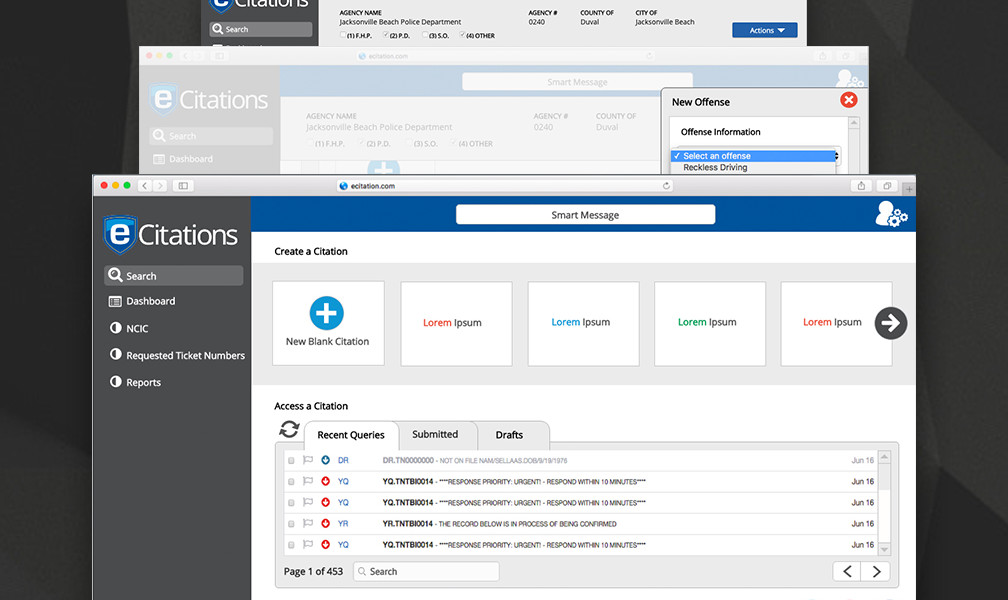 eCitations
AGENCY NAME
AGENCY #
COUNTY OF
CITY OF
Jacksonville Beach Police Department
0240
Duval
Jacksonville Beach
Search
(1) F.H.P.
(2) P.D.
(3) S.O.
(4) OTHER
Actions
ecitation.com
Smart Message
eCitations
New Offense
AGENCY NAME
AGENCY #
COUNTY OF
Jacksonville Beach Police Department
0240
Duval
Search
(1) F.H.P.
(2) P.D.
(3) S.O.
(4) OTHER
Dashboard
Offense Information
Select an offense
Reckless Driving
ecitation.com
Smart Message
eCitations
Search
Dashboard
NCIC
Requested Ticket Numbers
Reports
Create a Citation
New Blank Citation
Lorem Ipsum
Lorem Ipsum
Lorem Ipsum
Lorem Ipsum
Access a Citation
Recent Queries
Submitted
Drafts
DR DR.TN0000000 - NOT ON FILE NAM/SELLAAS.DOB/9/19/1976 Jun 16
YQ YQ.TNTBI0014 - ****RESPONSE PRIORITY: URGENT! - RESPOND WITHIN 10 MINUTES**** Jun 16
YQ YQ.TNTBI0014 - ****RESPONSE PRIORITY: URGENT! - RESPOND WITHIN 10 MINUTES**** Jun 16
YR YR.TNTBI0014 - THE RECORD BELOW IS IN PROCESS OF BEING CONFIRMED Jun 16
YQ YQ.TNTBI0014 - ****RESPONSE PRIORITY: URGENT! - RESPOND WITHIN 10 MINUTES**** Jun 16
Page 1 of 453
Search